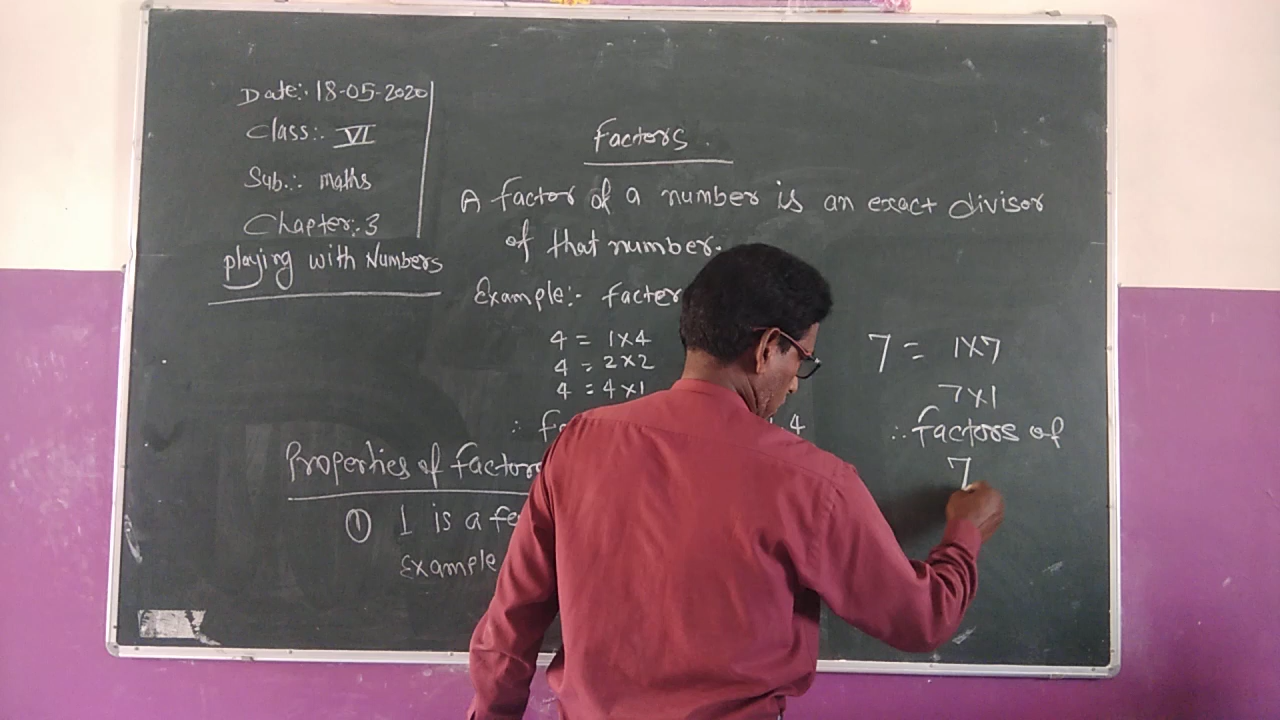 Date:- 18-05-2020
Class:- VI
Sub:- maths
Chapter:-3
playing with Numbers
Factors.
A factor of a number is an exact divisor
of that number.
Example:-
4 = 1×4
4 = 2×2
4 = 4×1
∴
4
Properties of factors
① 1 is a
Example
7 = 1×7
7×1
∴ factors of
7